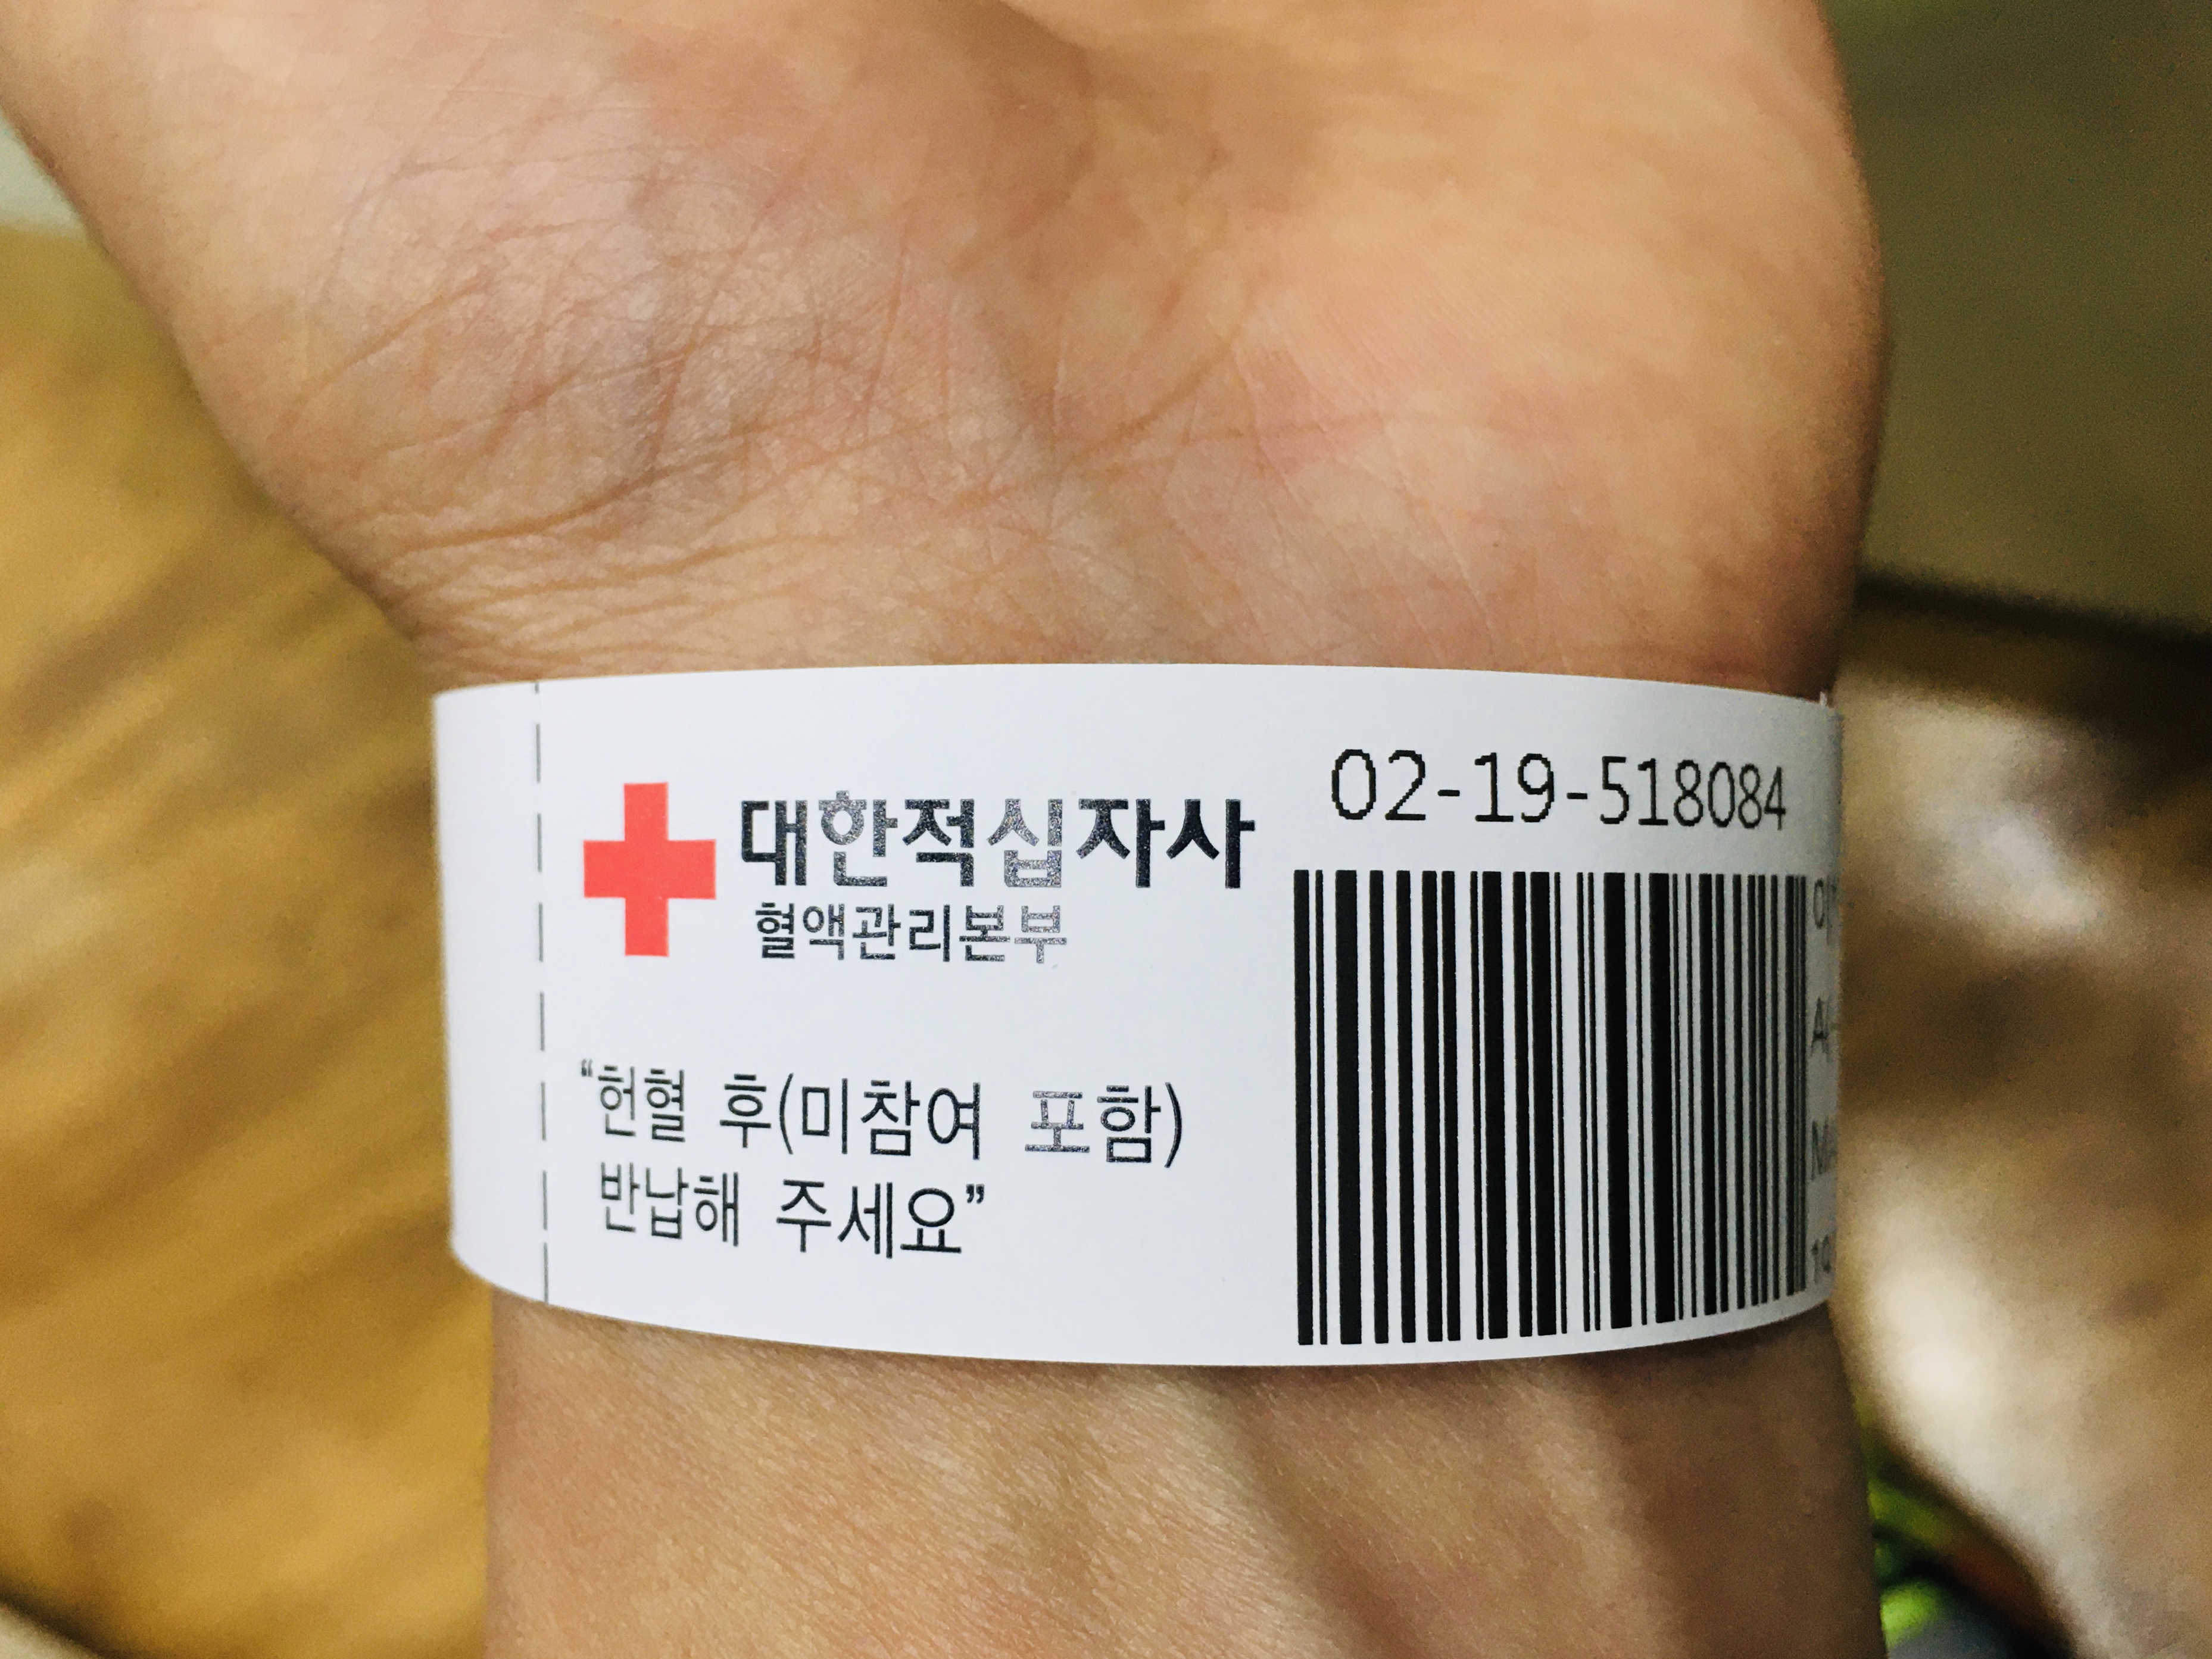 대한적십자사
혈액관리본부
“헌혈 후(미참여 포함)
반납해 주세요”
02-19-518084